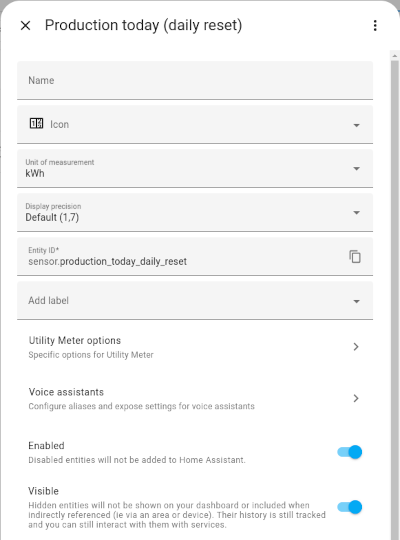 Production today (daily reset)
Name
Icon
Unit of measurement
kWh
Display precision
Default (1,7)
Entity ID*
sensor.production_today_daily_reset
Add label
Utility Meter options
Specific options for Utility Meter
Voice assistants
Configure aliases and expose settings for voice assistants
Enabled
Disabled entities will not be added to Home Assistant.
Visible
Hidden entities will not be shown on your dashboard or included when
indirectly referenced (ie via an area or device). Their history is still tracked
and you can still interact with them with services.